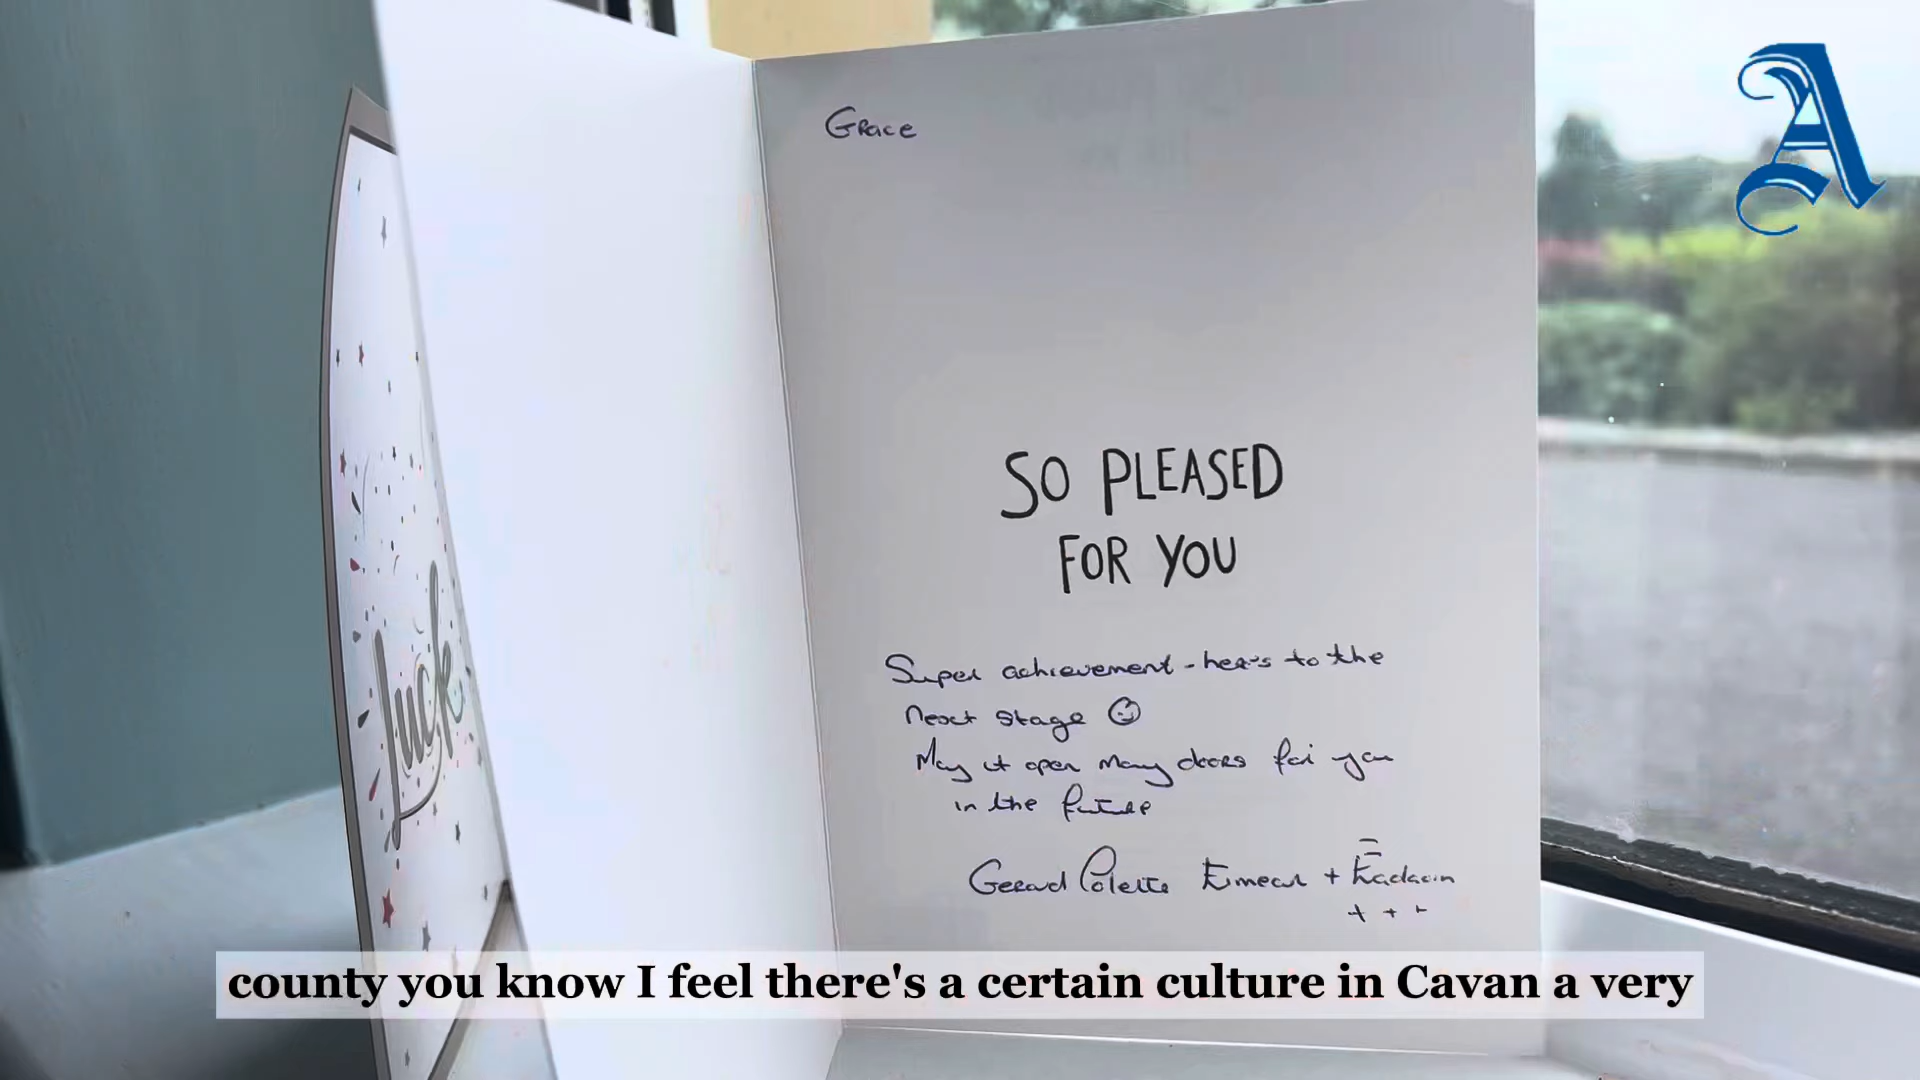 Grace
SO PLEASED
FOR YOU
Super achievement - here's to the
next stage
May it open many doors for you
in the future
Gerard Colette Eimear +
+ + +
Luck
A
county you know I feel there's a certain culture in Cavan a very